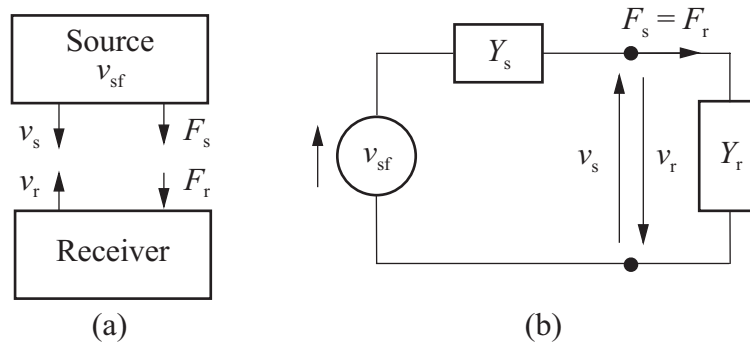 Source
v_sf
v_s F_s
v_r F_r
Receiver
(a)
F_s = F_r
Y_s
v_sf
v_s
v_r
Y_r
(b)